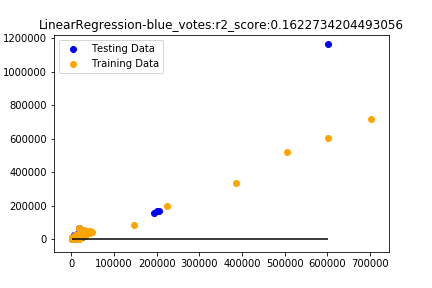 LinearRegression-blue_votes:r2_score:0.1622734204493056
Testing Data
Training Data
1200000
1000000
800000
600000
400000
200000
0
0 100000 200000 300000 400000 500000 600000 700000